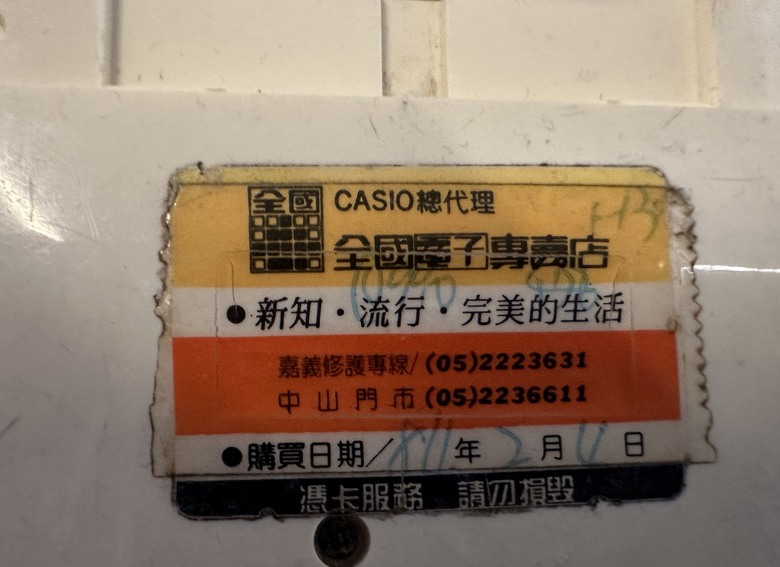 全國
CASIO總代理
全國電子專賣店
●新知・流行・完美的生活
嘉義修護專線/(05)2223631
中山門市(05)2236611
●購買日期/ 年 2 月 4 日
憑卡服務 請勿損毀